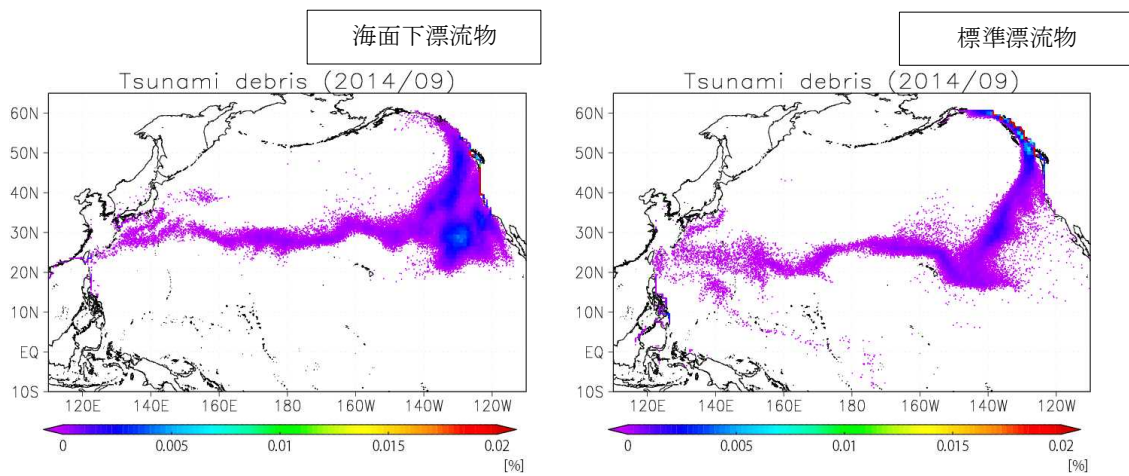 海面下漂流物
Tsunami debris (2014/09)
60N
50N
40N
30N
20N
10N
EQ
10S
120E 140E 160E 180 160W 140W 120W
0 0.005 0.01 0.015 0.02
[%]
標準漂流物
Tsunami debris (2014/09)
60N
50N
40N
30N
20N
10N
EQ
10S
120E 140E 160E 180 160W 140W 120W
0 0.005 0.01 0.015 0.02
[%]